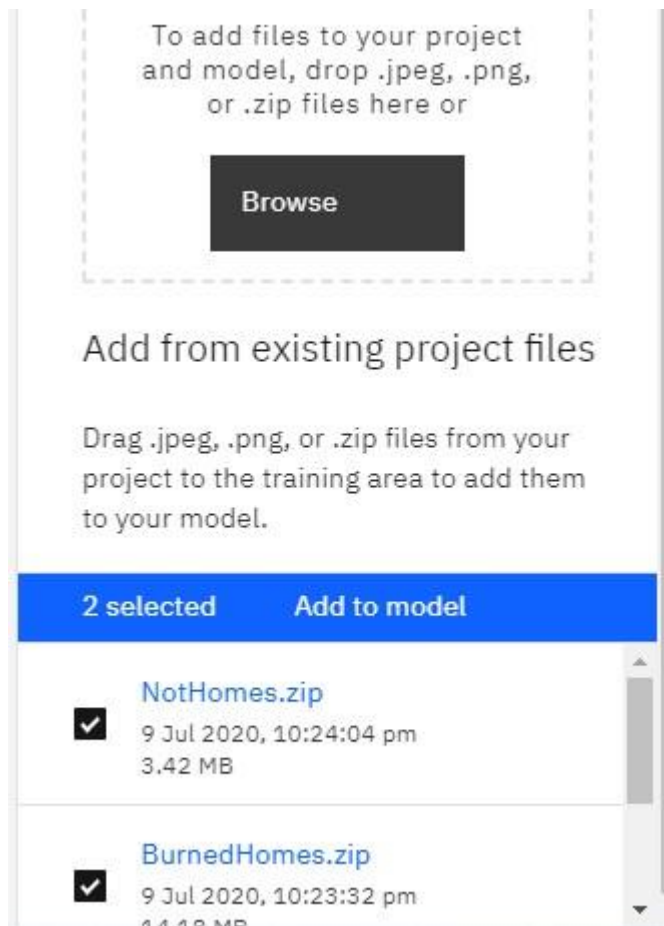 To add files to your project
and model, drop .jpeg, .png,
or .zip files here or
Browse
Add from existing project files
Drag .jpeg, .png, or .zip files from your
project to the training area to add them
to your model.
2 selected Add to model
NotHomes.zip
9 Jul 2020, 10:24:04 pm
3.42 MB
BurnedHomes.zip
9 Jul 2020, 10:23:32 pm
14.18 MB